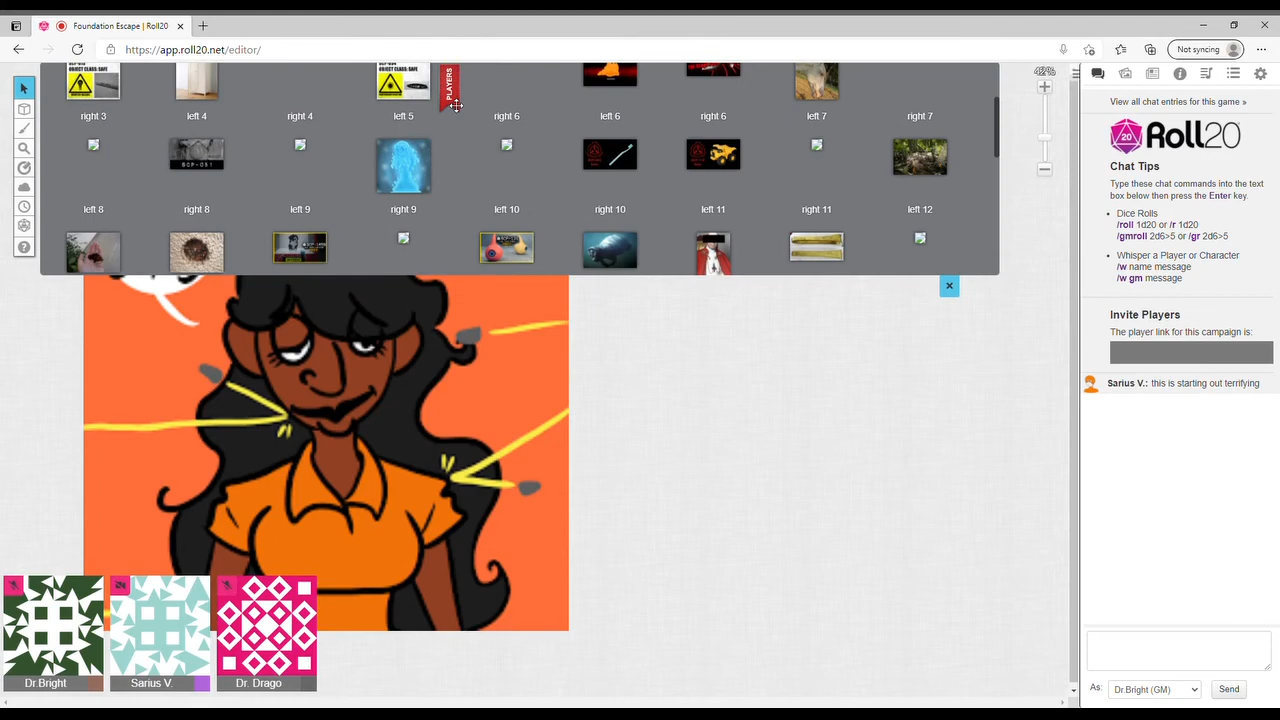 Foundation Escape | Roll20
https://app.roll20.net/editor/
Not syncing
OBJECT CLASS: SAFE
OBJECT CLASS: SAFE
PLAYERS
42%
right 3
left 4
right 4
left 5
right 6
left 6
right 6
left 7
right 7
SCP-051
left 8
right 8
left 9
right 9
left 10
right 10
left 11
right 11
left 12
View all chat entries for this game »
Roll20
Chat Tips
Type these chat commands into the text
box below then press the Enter key.
• Dice Rolls
/roll 1d20 or /r 1d20
/gmroll 2d6>5 or /gr 2d6>5
• Whisper a Player or Character
/w name message
/w gm message
Invite Players
The player link for this campaign is:
Sarius V.: this is starting out terrifying
Dr.Bright
Sarius V.
Dr. Drago
As:
Dr.Bright (GM)
Send